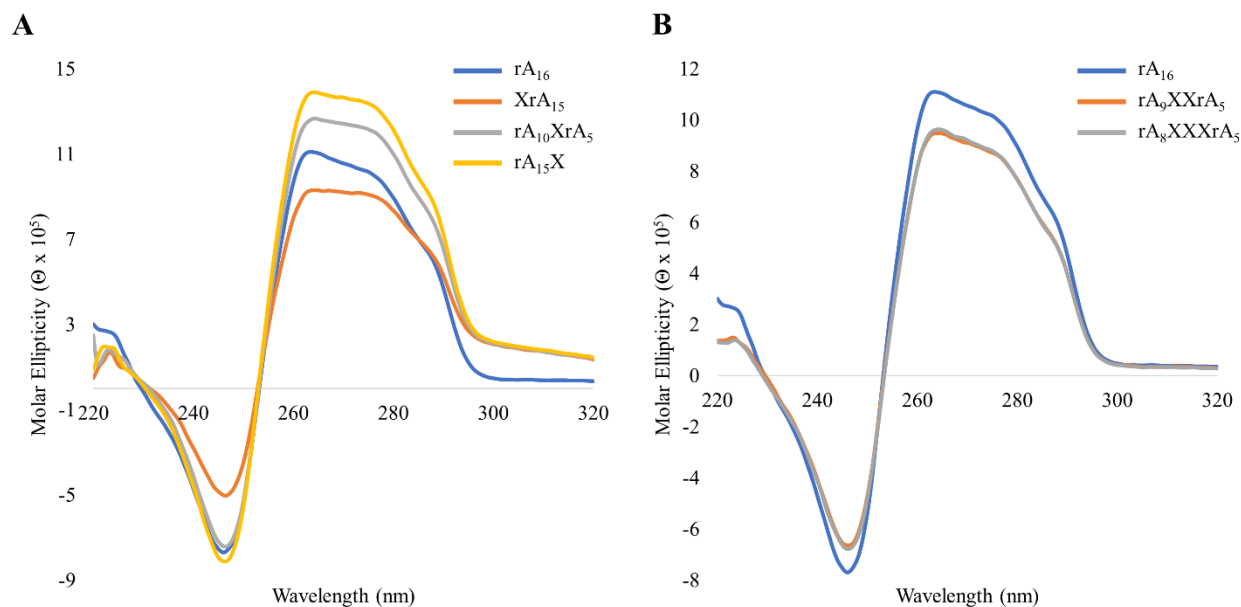 A
15
11
7
3
-1
-5
-9
220
240
260
280
300
320
Molar Ellipticity (Θ x 10⁵)
Wavelength (nm)
rA₁₆
XrA₁₅
rA₁₀XrA₅
rA₁₅X
B
12
10
8
6
4
2
0
-2
-4
-6
-8
220
240
260
280
300
320
Molar Ellipticity (Θ x 10⁵)
Wavelength (nm)
rA₁₆
rA₉XXrA₅
rA₈XXXrA₅